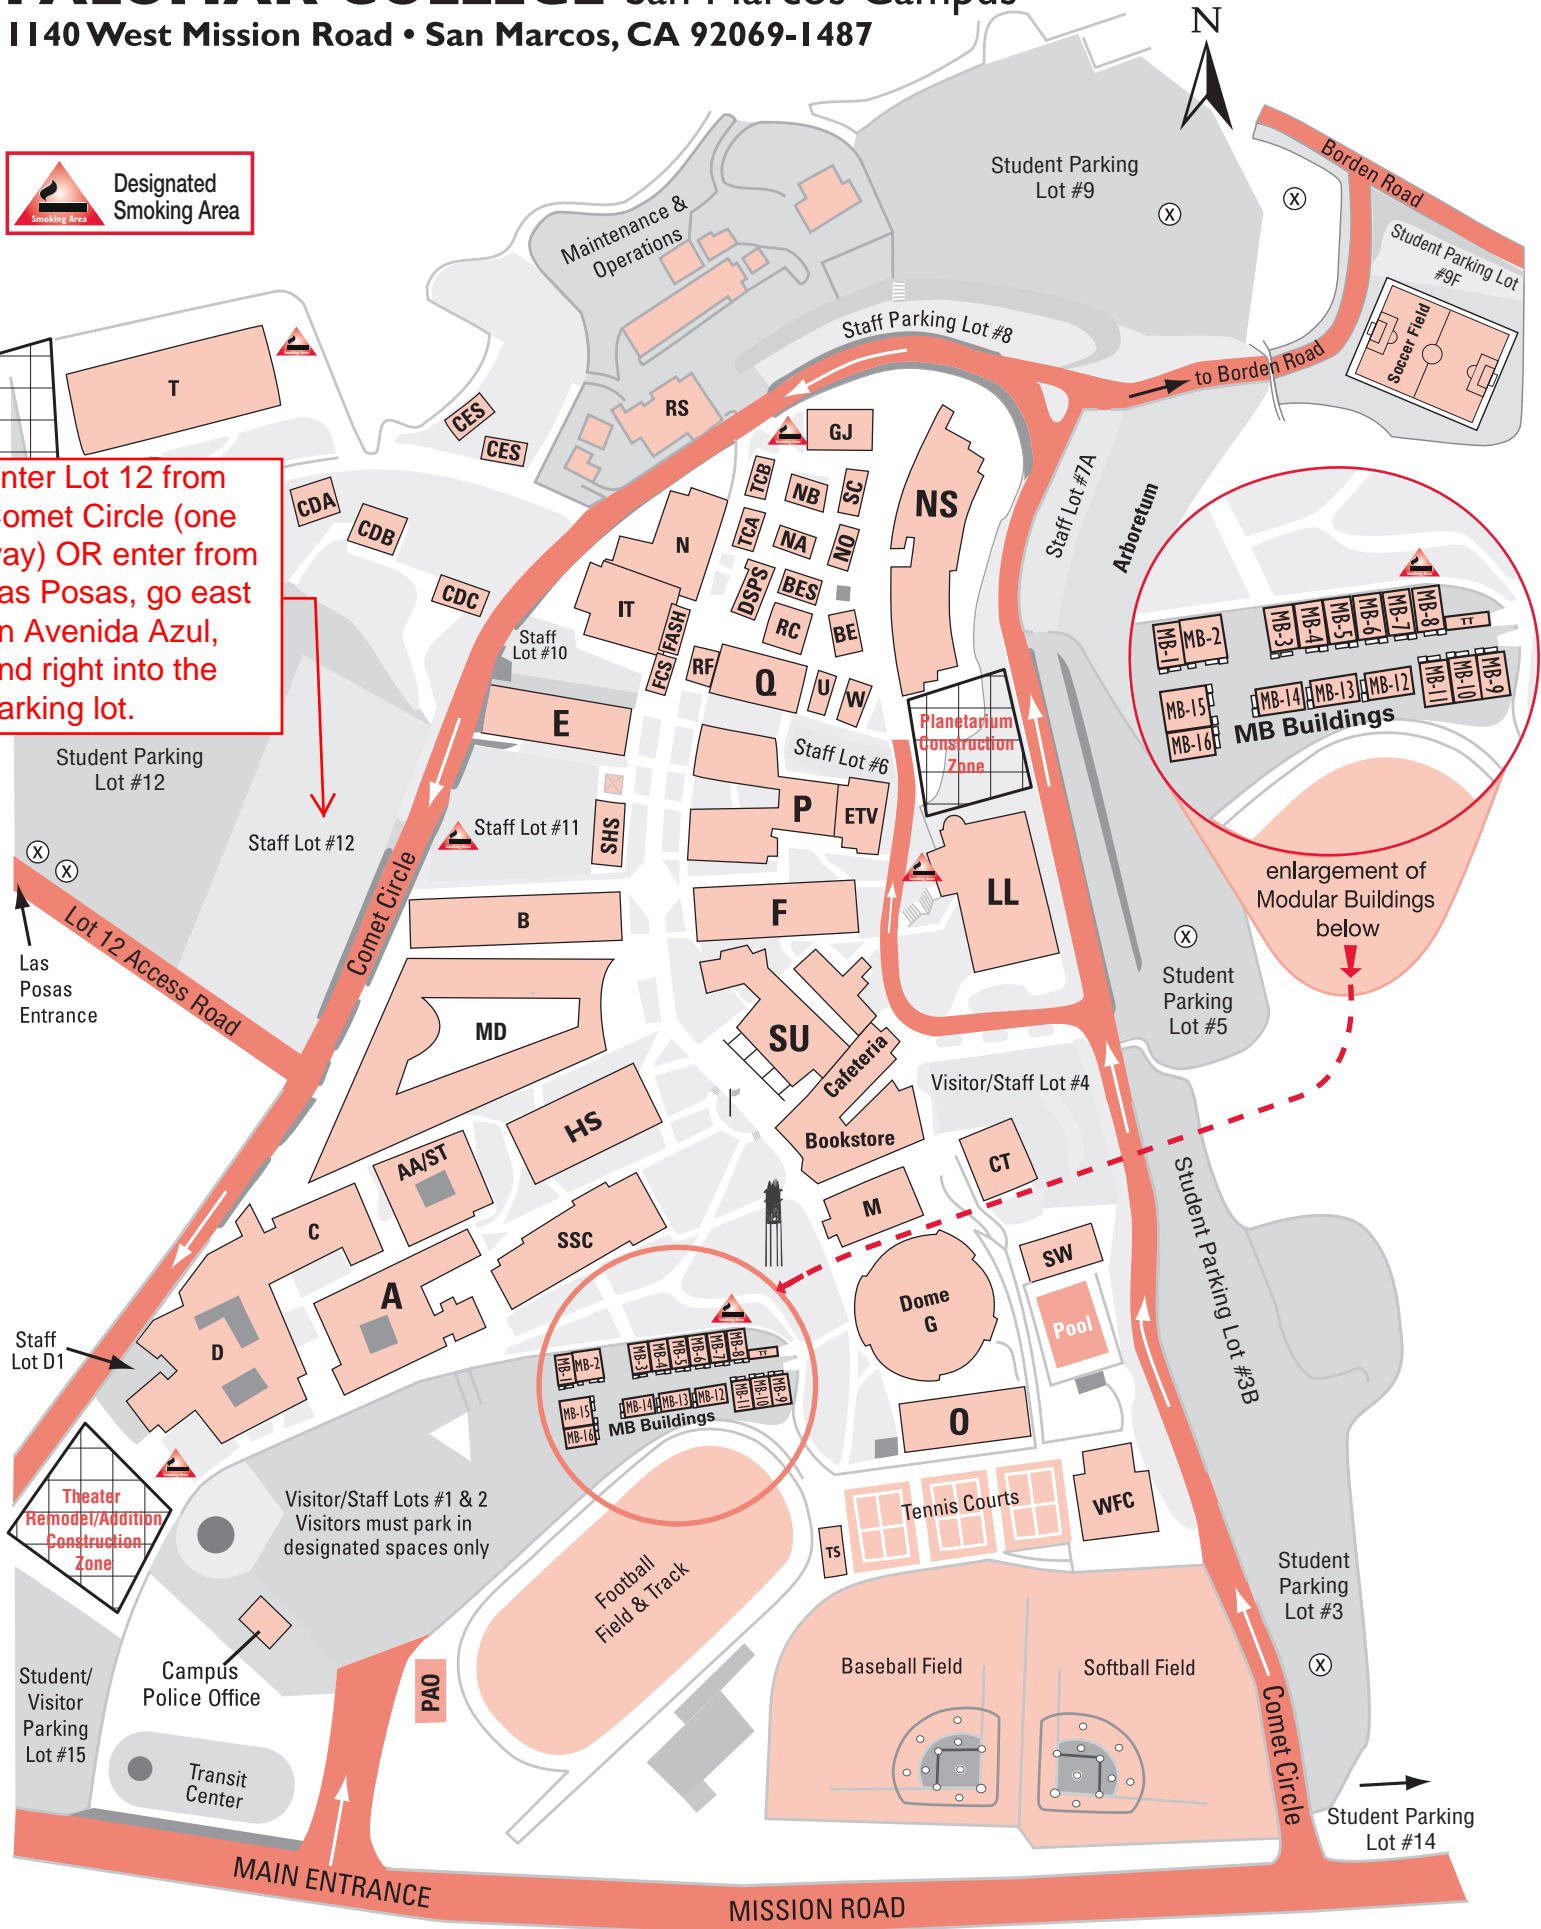 PALOMAR COLLEGE San Marcos Campus
1140 West Mission Road • San Marcos, CA 92069-1487
N
Smoking Area
Designated
Smoking Area
Student Parking
Lot #9
X
X
Borden Road
Student Parking Lot
#9F
Soccer Field
Maintenance &
Operations
Staff Parking Lot #8
to Borden Road
T
RS
CES
CES
GJ
TCB
NB
SC
NS
Staff Lot #7A
Arboretum
CDA
CDB
CDC
N
TCA
NA
NO
IT
DSPS
BES
FASH
RC
BE
FCS
RF
Q
U
W
Staff
Lot #10
E
nter Lot 12 from
omet Circle (one
ay) OR enter from
as Posas, go east
n Avenida Azul,
nd right into the
arking lot.
Student Parking
Lot #12
Staff Lot #12
Staff Lot #11
SHS
Staff Lot #6
Planetarium
Construction
Zone
P
ETV
LL
MB-1
MB-2
MB-3
MB-4
MB-5
MB-6
MB-7
MB-8
TT
MB-15
MB-16
MB-14
MB-13
MB-12
MB-11
MB-10
MB-9
MB Buildings
enlargement of
Modular Buildings
below
X
X
Lot 12 Access Road
Las
Posas
Entrance
Comet Circle
B
F
X
Student
Parking
Lot #5
MD
SU
Cafeteria
Bookstore
Visitor/Staff Lot #4
HS
AA/ST
CT
M
C
SSC
SW
Student Parking Lot #3B
A
D
Dome
G
Pool
Staff
Lot D1
MB-1
MB-2
MB-3
MB-4
MB-5
MB-6
MB-7
MB-8
TT
MB-15
MB-16
MB-14
MB-13
MB-12
MB-11
MB-10
MB-9
MB Buildings
O
Theater
Remodel/Addition
Construction
Zone
Visitor/Staff Lots #1 & 2
Visitors must park in
designated spaces only
Tennis Courts
WFC
TS
Football
Field & Track
Student
Parking
Lot #3
X
Campus
Police Office
PAO
Student/
Visitor
Parking
Lot #15
Transit
Center
Baseball Field
Softball Field
Comet Circle
Student Parking
Lot #14
MAIN ENTRANCE
MISSION ROAD